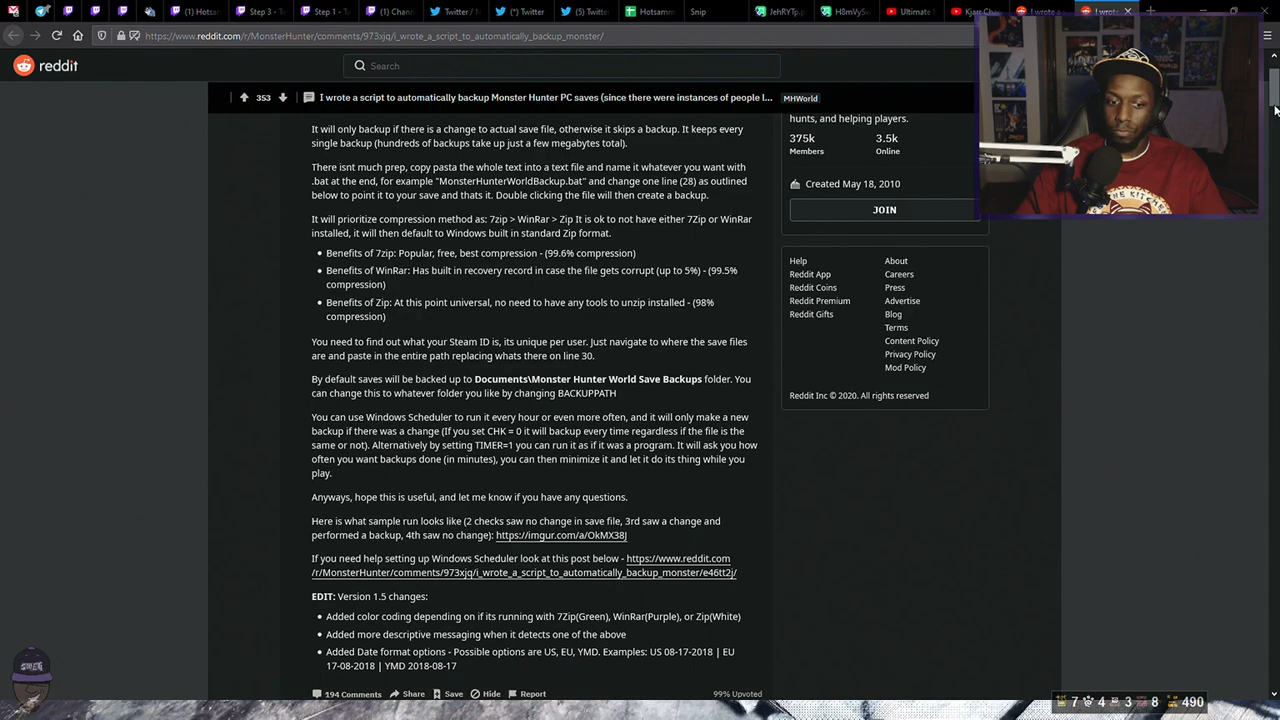 (1) Hotsam
Step 3 -
Step 1 -
(1) Channe
Twitter / N
(*) Twitter
(5) Twitte
Hotsamm
Snip
JehRYTp.j
H8mVySw
Ultimate
Kjarr Cha
I wrote a
I wrote
https://www.reddit.com/r/MonsterHunter/comments/973xjq/i_wrote_a_script_to_automatically_backup_monster/
reddit
Search
353
I wrote a script to automatically backup Monster Hunter PC saves (since there were instances of people l...
MHWorld
It will only backup if there is a change to actual save file, otherwise it skips a backup. It keeps every
single backup (hundreds of backups take up just a few megabytes total).
There isnt much prep, copy pasta the whole text into a text file and name it whatever you want with
.bat at the end, for example "MonsterHunterWorldBackup.bat" and change one line (28) as outlined
below to point it to your save and thats it. Double clicking the file will then create a backup.
It will prioritize compression method as: 7zip > WinRar > Zip It is ok to not have either 7Zip or WinRar
installed, it will then default to Windows built in standard Zip format.
• Benefits of 7zip: Popular, free, best compression - (99.6% compression)
• Benefits of WinRar: Has built in recovery record in case the file gets corrupt (up to 5%) - (99.5%
compression)
• Benefits of Zip: At this point universal, no need to have any tools to unzip installed - (98%
compression)
You need to find out what your Steam ID is, its unique per user. Just navigate to where the save files
are and paste in the entire path replacing whats there on line 30.
By default saves will be backed up to Documents\Monster Hunter World Save Backups folder. You
can change this to whatever folder you like by changing BACKUPPATH
You can use Windows Scheduler to run it every hour or even more often, and it will only make a new
backup if there was a change (If you set CHK = 0 it will backup every time regardless if the file is the
same or not). Alternatively by setting TIMER=1 you can run it as if it was a program. It will ask you how
often you want backups done (in minutes), you can then minimize it and let it do its thing while you
play.
Anyways, hope this is useful, and let me know if you have any questions.
Here is what sample run looks like (2 checks saw no change in save file, 3rd saw a change and
performed a backup, 4th saw no change): https://imgur.com/a/OkMX38J
If you need help setting up Windows Scheduler look at this post below - https://www.reddit.com
/r/MonsterHunter/comments/973xjq/i_wrote_a_script_to_automatically_backup_monster/e46tt2j/
EDIT: Version 1.5 changes:
• Added color coding depending on if its running with 7Zip(Green), WinRar(Purple), or Zip(White)
• Added more descriptive messaging when it detects one of the above
• Added Date format options - Possible options are US, EU, YMD. Examples: US 08-17-2018 | EU
17-08-2018 | YMD 2018-08-17
194 Comments
Share
Save
Hide
Report
99% Upvoted
hunts, and helping players.
375k
3.5k
Members
Online
Created May 18, 2010
JOIN
Help
About
Reddit App
Careers
Reddit Coins
Press
Reddit Premium
Advertise
Reddit Gifts
Blog
Terms
Content Policy
Privacy Policy
Mod Policy
Reddit Inc © 2020. All rights reserved
7 4 3 8 490